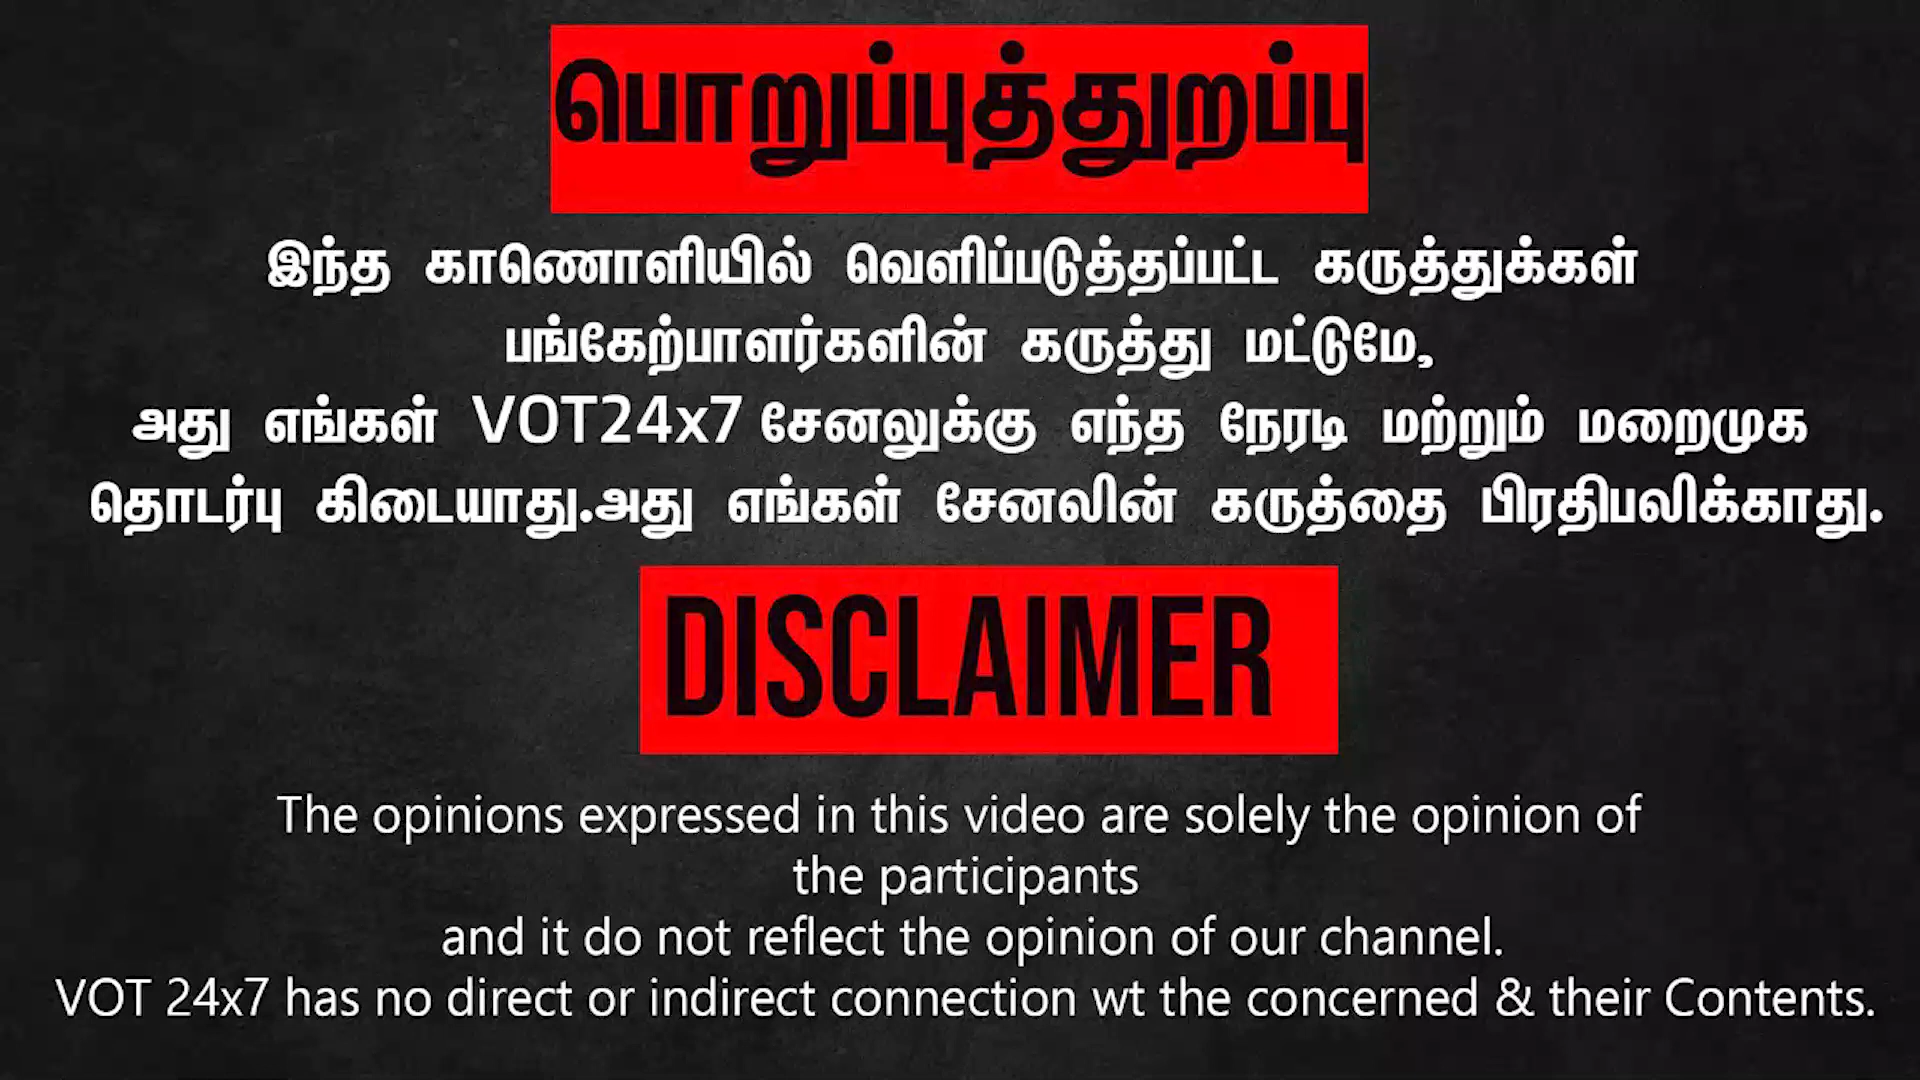 பொறுப்புத்துறப்பு
இந்த காணொளியில் வெளிப்படுத்தப்பட்ட கருத்துக்கள்
பங்கேற்பாளர்களின் கருத்து மட்டுமே,
அது எங்கள் VOT24x7 சேனலுக்கு எந்த நேரடி மற்றும் மறைமுக
தொடர்பு கிடையாது.அது எங்கள் சேனலின் கருத்தை பிரதிபலிக்காது.
DISCLAIMER
The opinions expressed in this video are solely the opinion of
the participants
and it do not reflect the opinion of our channel.
VOT 24x7 has no direct or indirect connection wt the concerned & their Contents.